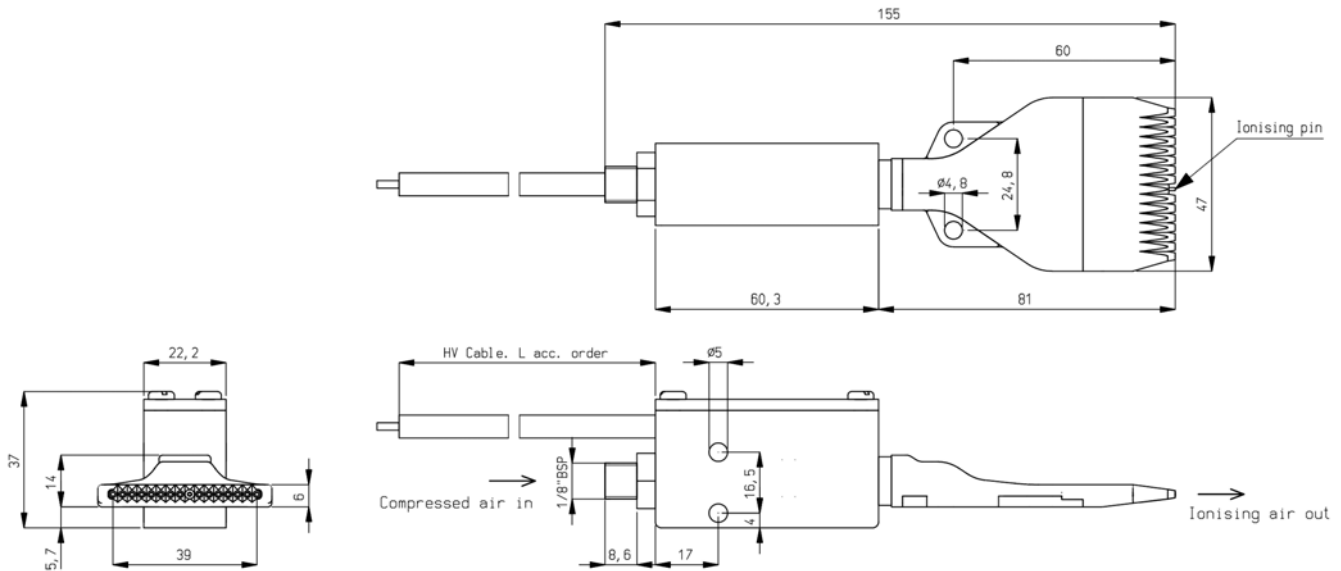 155
60
Ionising pin
Ø4,8
24,8
47
60,3
81
22,2
HV Cable. L acc. order
Ø5
37
14
6
1/8"BSP
16,5
Compressed air in
Ionising air out
4
5,7
39
8,6
17